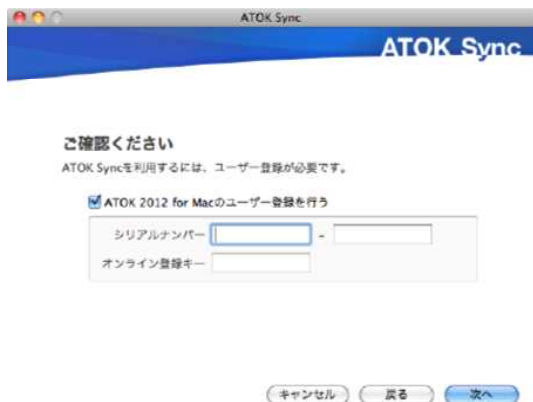 ATOK Sync
ATOK Sync
ご確認ください
ATOK Syncを利用するには、ユーザー登録が必要です。
ATOK 2012 for Macのユーザー登録を行う
シリアルナンバー -
オンライン登録キー
キャンセル 戻る 次へ